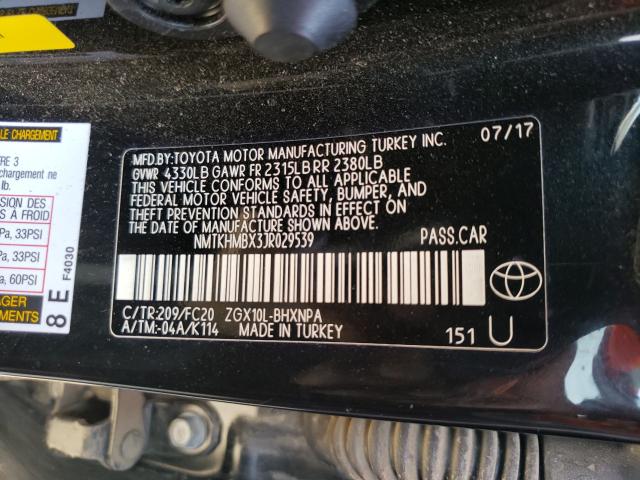 LE CHARGEMENT
RE 3
lb.
SION DES
S À FROID
Pa, 33PSI
Pa, 33PSI
a, 60PSI
AGER
MENTS
8 E F4030
MFD.BY:TOYOTA MOTOR MANUFACTURING TURKEY INC. 07/17
GVWR 4330LB GAWR FR 2315LB RR 2380LB
THIS VEHICLE CONFORMS TO ALL APPLICABLE
FEDERAL MOTOR VEHICLE SAFETY, BUMPER, AND
THEFT PREVENTION STANDARDS IN EFFECT ON
THE DATE OF MANUFACTURE SHOWN ABOVE.
NMTKHMBX3JR029539 PASS.CAR
C/TR:209/FC20 ZGX10L-BHXNPA
A/TM:-04A/K114 MADE IN TURKEY
151 U